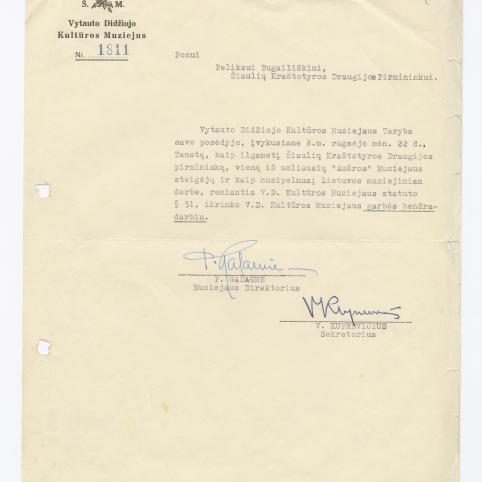 Š. M.
Vytauto Didžiojo
Kultūros Muziejus
Nr. 1811
Ponui
Peliksui Bugailiškiui,
Šiaulių Kraštotyros Draugijos Pirmininkui.
Vytauto Didžiojo Kultūros Muziejaus Taryba
savo posėdyje, įvykusiame š.m. rugsėjo mėn. 22 d.,
Tamstą, kaip ilgametį Šiaulių Kraštotyros Draugijos
pirmininką, vieną iš uoliausių "Aušros" Muziejaus
steigėjų ir kaip nusipelnusį Lietuvos muziejiniam
darbe, remiantis V.D. Kultūros Muziejaus statuto
§ 31, išrinko V.D. Kultūros Muziejaus garbės bendra-
darbiu.
P. Galaunė
P. GALAUNĖ
Muziejaus Direktorius
V. KUPREVIČIUS
Sekretorius